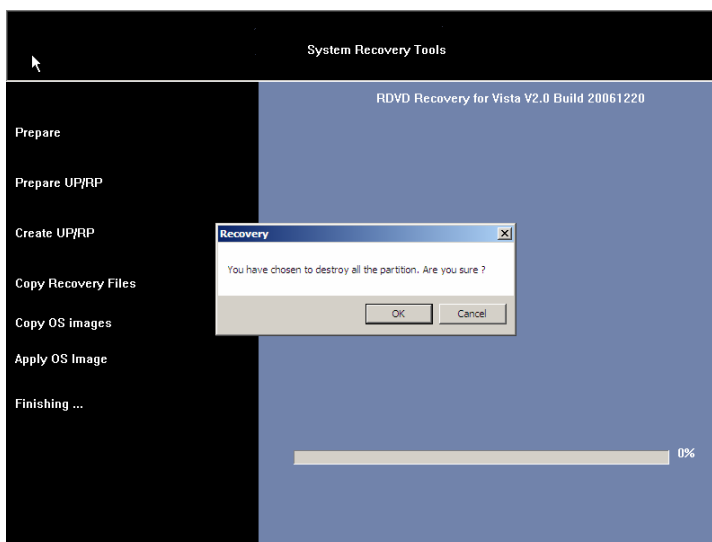 System Recovery Tools
RDVD Recovery for Vista V2.0 Build 20061220
Prepare
Prepare UP/RP
Create UP/RP
Copy Recovery Files
Copy OS images
Apply OS Image
Finishing ...
Recovery
You have chosen to destroy all the partition. Are you sure ?
OK Cancel
0%